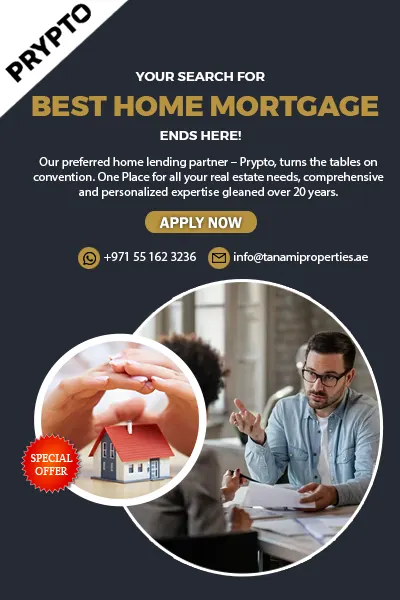 PRYPTO
YOUR SEARCH FOR
BEST HOME MORTGAGE
ENDS HERE!
Our preferred home lending partner – Prypto, turns the tables on
convention. One Place for all your real estate needs, comprehensive
and personalized expertise gleaned over 20 years.
APPLY NOW
+971 55 162 3236 info@tanamiproperties.ae
SPECIAL
OFFER